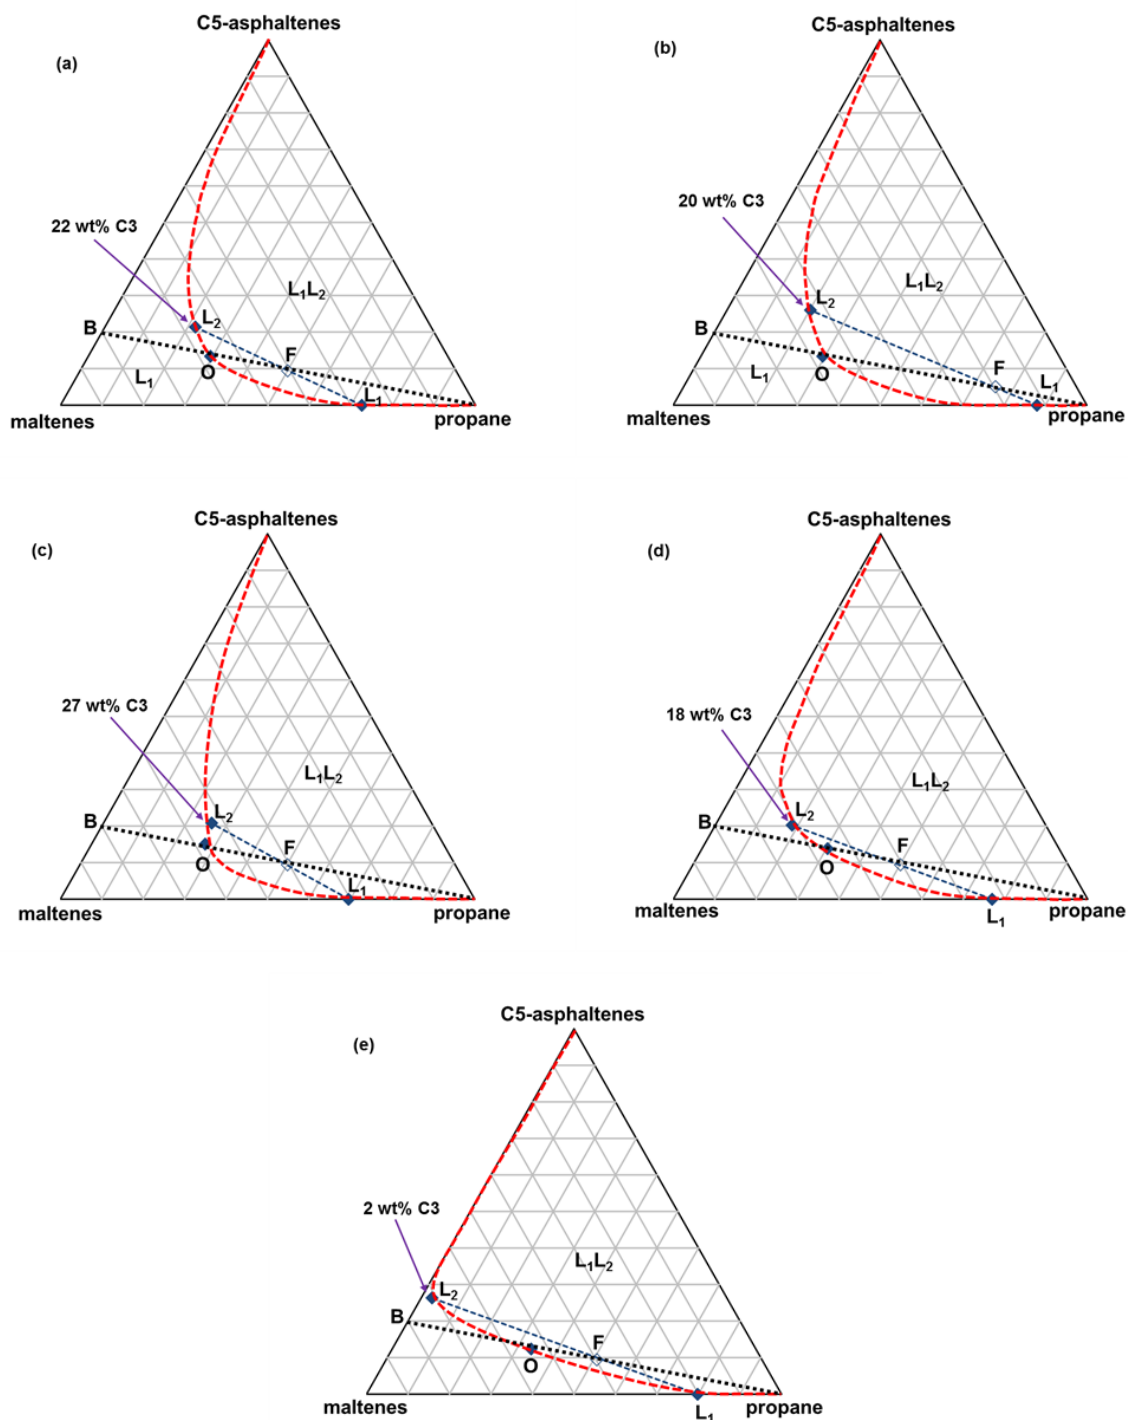 C5-asphaltenes
(a)
22 wt% C3
L₁L₂
L₂
B
F
O
L₁
L₁
maltenes
propane
C5-asphaltenes
(b)
20 wt% C3
L₁L₂
L₂
B
L₁
O
F
L₁
maltenes
propane
C5-asphaltenes
(c)
27 wt% C3
L₁L₂
L₂
B
F
O
L₁
maltenes
propane
C5-asphaltenes
(d)
18 wt% C3
L₁L₂
L₂
B
F
O
maltenes
propane
L₁
C5-asphaltenes
(e)
2 wt% C3
L₁L₂
L₂
B
F
O
maltenes
L₁
propane